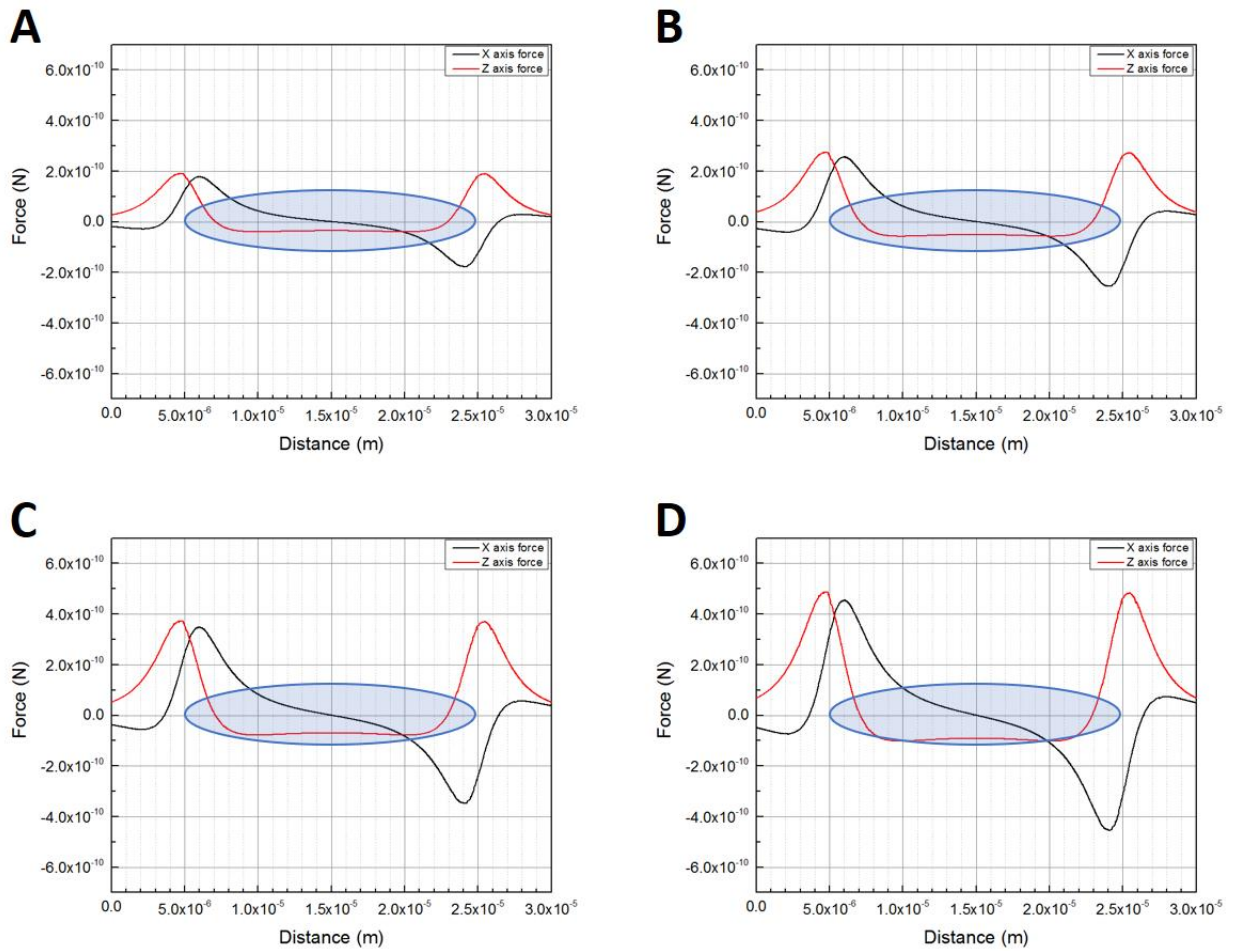 A
X axis force
Z axis force
6.0x10⁻¹⁰
4.0x10⁻¹⁰
2.0x10⁻¹⁰
0.0
-2.0x10⁻¹⁰
-4.0x10⁻¹⁰
-6.0x10⁻¹⁰
Force (N)
0.0 5.0x10⁻⁶ 1.0x10⁻⁵ 1.5x10⁻⁵ 2.0x10⁻⁵ 2.5x10⁻⁵ 3.0x10⁻⁵
Distance (m)
B
X axis force
Z axis force
6.0x10⁻¹⁰
4.0x10⁻¹⁰
2.0x10⁻¹⁰
0.0
-2.0x10⁻¹⁰
-4.0x10⁻¹⁰
-6.0x10⁻¹⁰
Force (N)
0.0 5.0x10⁻⁶ 1.0x10⁻⁵ 1.5x10⁻⁵ 2.0x10⁻⁵ 2.5x10⁻⁵ 3.0x10⁻⁵
Distance (m)
C
X axis force
Z axis force
6.0x10⁻¹⁰
4.0x10⁻¹⁰
2.0x10⁻¹⁰
0.0
-2.0x10⁻¹⁰
-4.0x10⁻¹⁰
-6.0x10⁻¹⁰
Force (N)
0.0 5.0x10⁻⁶ 1.0x10⁻⁵ 1.5x10⁻⁵ 2.0x10⁻⁵ 2.5x10⁻⁵ 3.0x10⁻⁵
Distance (m)
D
X axis force
Z axis force
6.0x10⁻¹⁰
4.0x10⁻¹⁰
2.0x10⁻¹⁰
0.0
-2.0x10⁻¹⁰
-4.0x10⁻¹⁰
-6.0x10⁻¹⁰
Force (N)
0.0 5.0x10⁻⁶ 1.0x10⁻⁵ 1.5x10⁻⁵ 2.0x10⁻⁵ 2.5x10⁻⁵ 3.0x10⁻⁵
Distance (m)